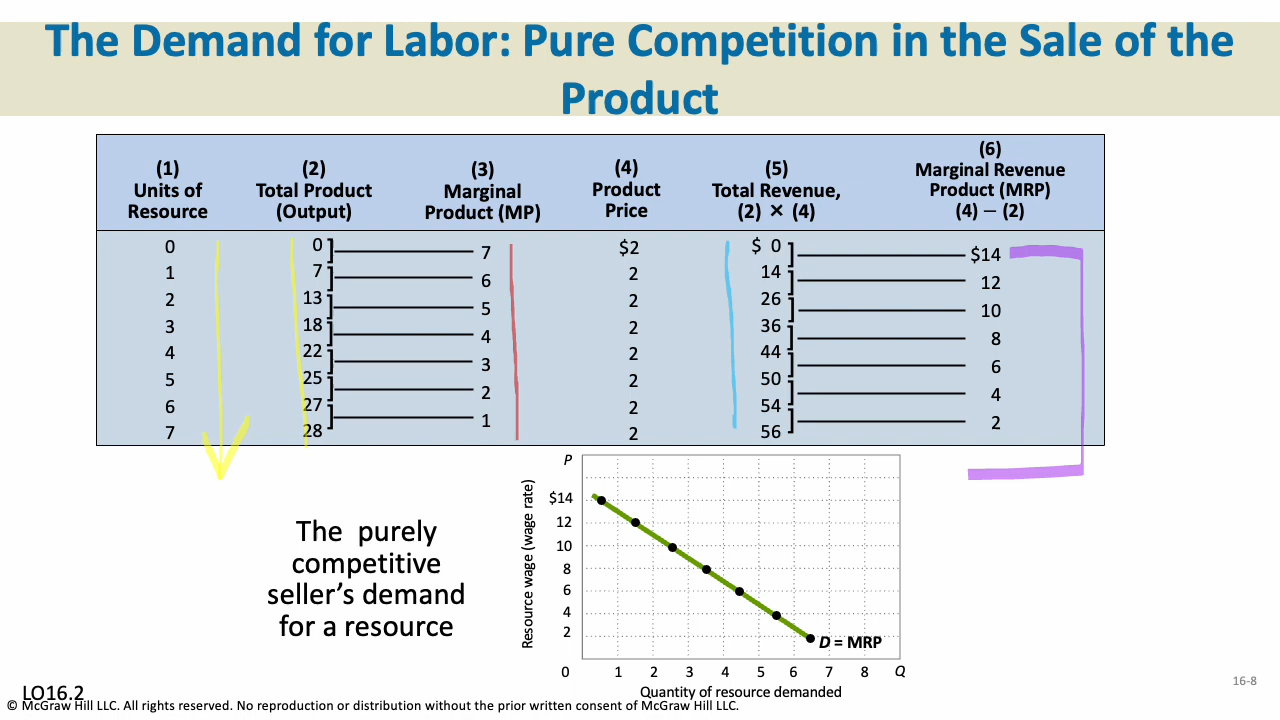 The Demand for Labor: Pure Competition in the Sale of the
Product
(1)
Units of
Resource
(2)
Total Product
(Output)
(3)
Marginal
Product (MP)
(4)
Product
Price
(5)
Total Revenue,
(2) × (4)
(6)
Marginal Revenue
Product (MRP)
(4) – (2)
0 0 $2 $ 0
7 $14
1 7 2 14
6 12
2 13 2 26
5 10
3 18 2 36
4 8
4 22 2 44
3 6
5 25 2 50
2 4
6 27 2 54
1 2
7 28 2 56
The purely
competitive
seller's demand
for a resource
P
Resource wage (wage rate)
$14
12
10
8
6
4
2
D = MRP
0 1 2 3 4 5 6 7 8 Q
Quantity of resource demanded
16-8
LO16.2
© McGraw Hill LLC. All rights reserved. No reproduction or distribution without the prior written consent of McGraw Hill LLC.